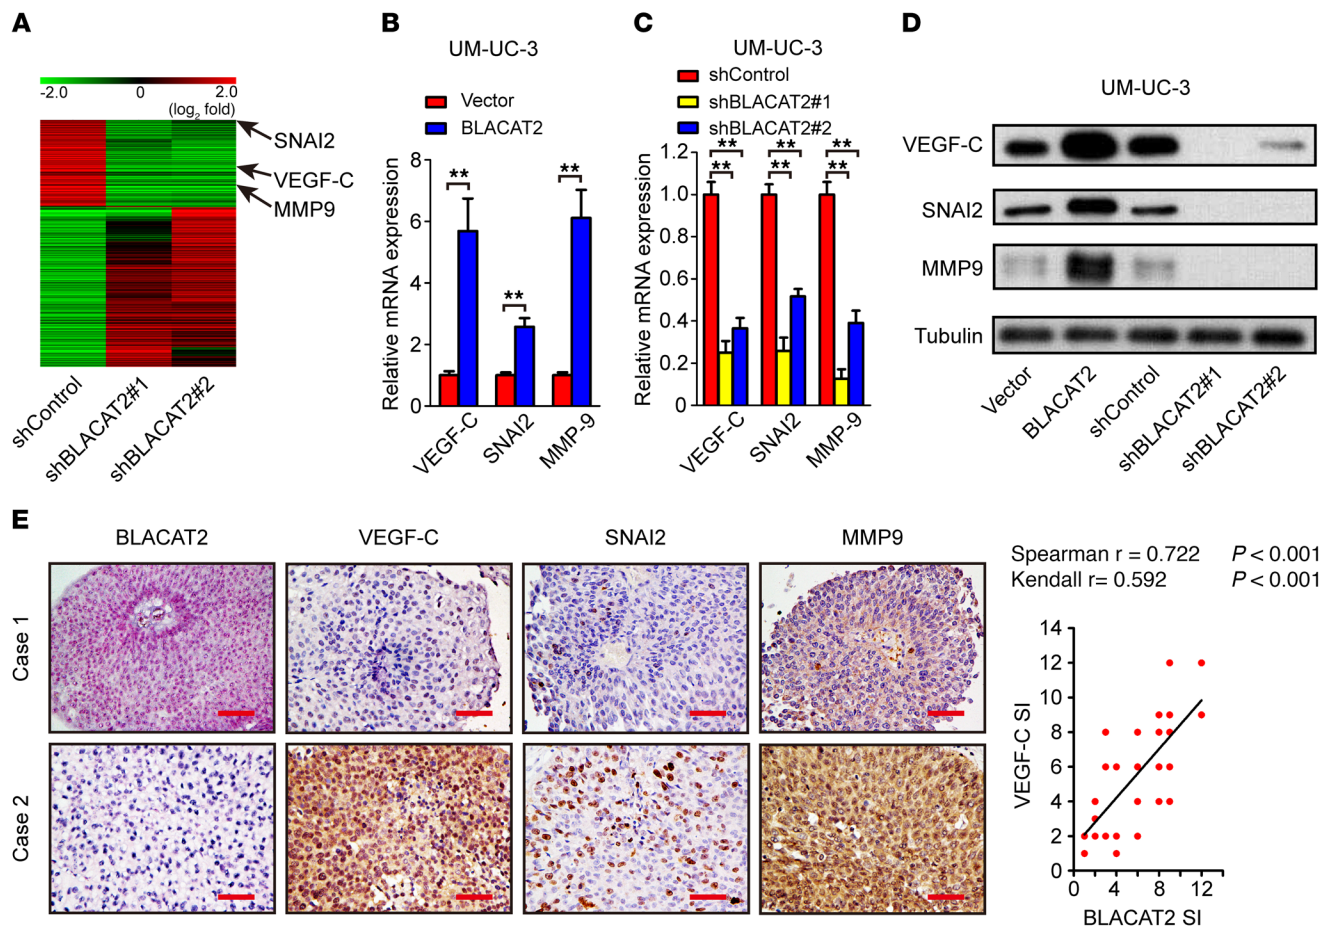 A
-2.0 0 2.0
(log2 fold)
SNAI2
VEGF-C
MMP9
shControl
shBLACAT2#1
shBLACAT2#2
B
UM-UC-3
Vector
BLACAT2
Relative mRNA expression
8
6
4
2
0
** ** **
VEGF-C
SNAI2
MMP-9
C
UM-UC-3
shControl
shBLACAT2#1
shBLACAT2#2
Relative mRNA expression
1.2
1.0
0.8
0.6
0.4
0.2
0
** ** **
** ** **
VEGF-C
SNAI2
MMP-9
D
UM-UC-3
VEGF-C
SNAI2
MMP9
Tubulin
Vector
BLACAT2
shControl
shBLACAT2#1
shBLACAT2#2
E
BLACAT2 VEGF-C SNAI2 MMP9
Case 1
Case 2
Spearman r = 0.722 P < 0.001
Kendall r= 0.592 P < 0.001
VEGF-C SI
14
12
10
8
6
4
2
0
0 4 8 12
BLACAT2 SI